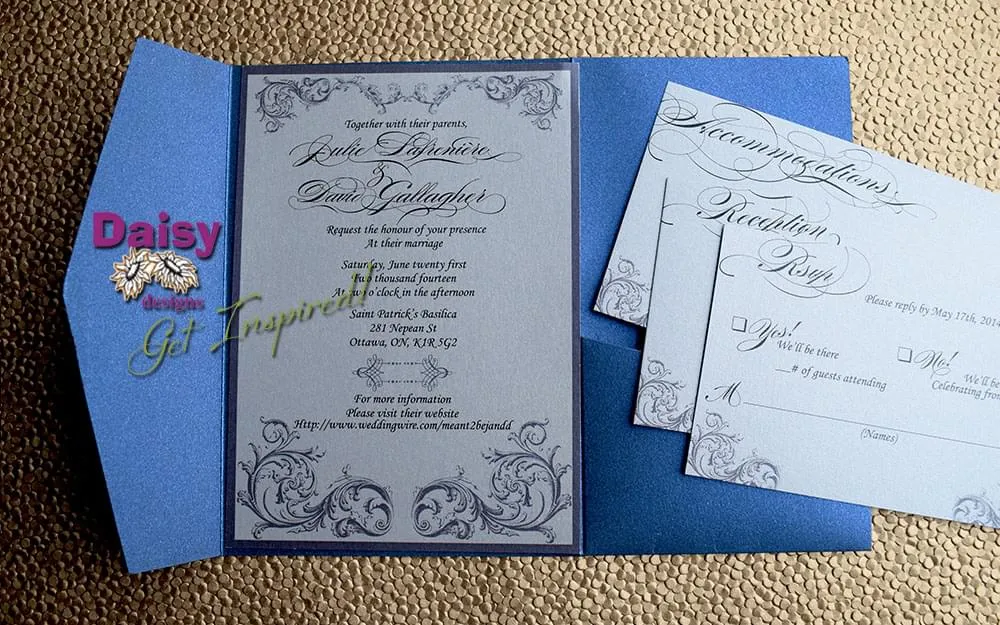 Together with their parents,
Julie Lafrenière
&
David Gallagher
Request the honour of your presence
At their marriage
Saturday, June twenty first
Two thousand fourteen
At two o'clock in the afternoon
Saint Patrick's Basilica
281 Nepean St
Ottawa, ON, K1R 5G2
For more information
Please visit their website
Http://www.weddingwire.com/meant2bejandd
Daisy
designs
Get Inspired!
Accommodations
Reception
Rsvp
Please reply by May 17th, 2014
Yes!
We'll be there
__# of guests attending
No!
We'll be
Celebrating from
M
(Names)